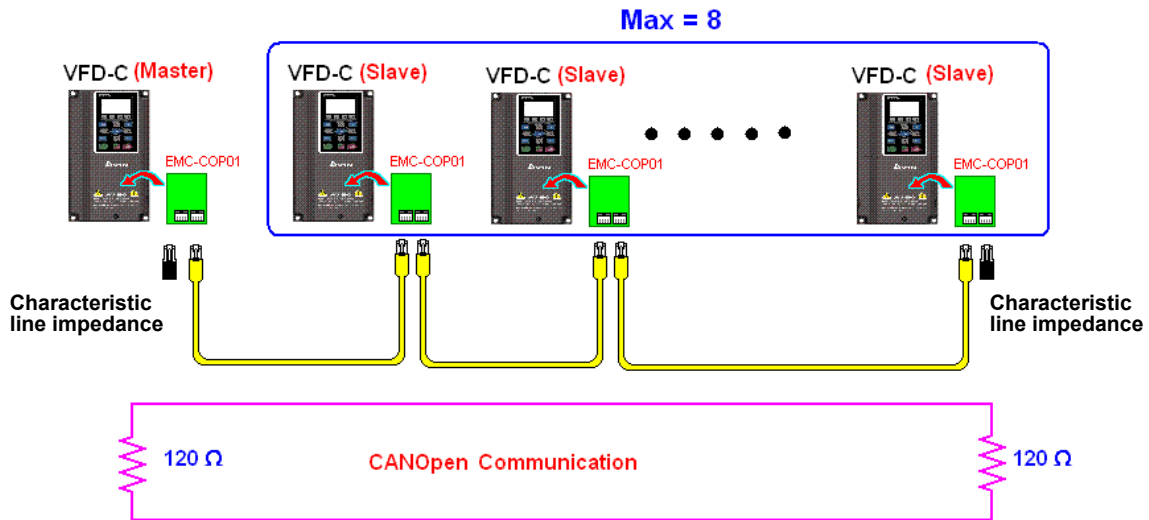 Max = 8
VFD-C (Master)
VFD-C (Slave)
VFD-C (Slave)
VFD-C (Slave)
EMC-COP01
EMC-COP01
EMC-COP01
EMC-COP01
Characteristic
line impedance
Characteristic
line impedance
120 Ω
CANOpen Communication
120 Ω